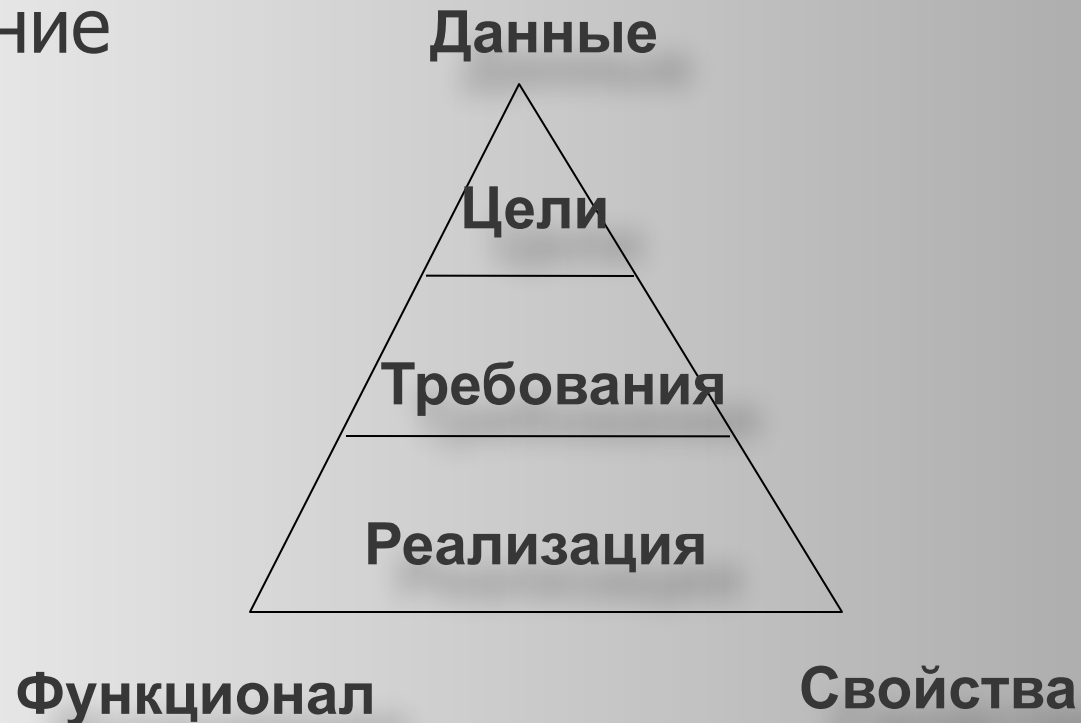 ние
Данные
Цели
Требования
Реализация
Функционал
Свойства